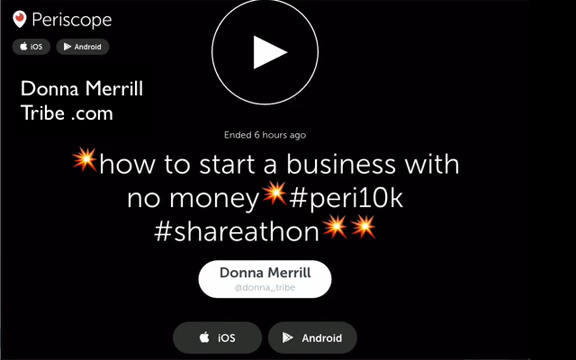 Periscope
iOS
Android
Donna Merrill
Tribe .com
Ended 6 hours ago
💥how to start a business with
no money💥#peri10k
#shareathon💥💥
Donna Merrill
@donna_tribe
iOS
Android